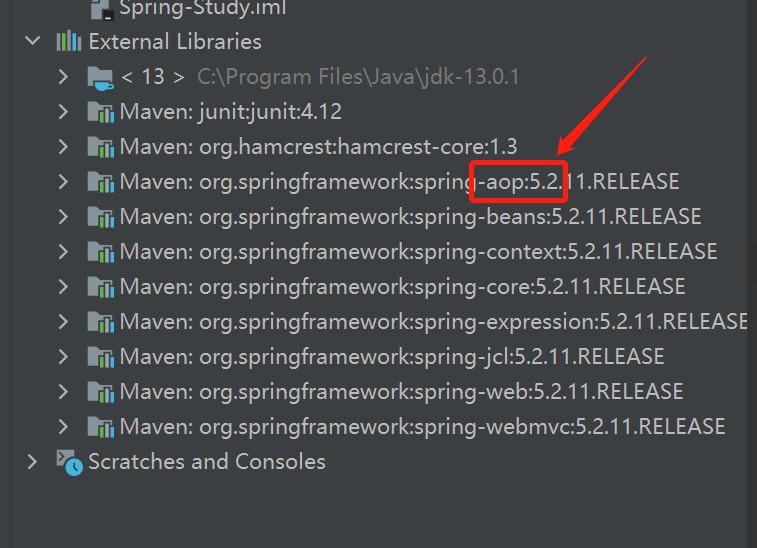 Spring-Study.iml
External Libraries
< 13 > C:\Program Files\Java\jdk-13.0.1
Maven: junit:junit:4.12
Maven: org.hamcrest:hamcrest-core:1.3
Maven: org.springframework:spring-aop:5.2.11.RELEASE
Maven: org.springframework:spring-beans:5.2.11.RELEASE
Maven: org.springframework:spring-context:5.2.11.RELEASE
Maven: org.springframework:spring-core:5.2.11.RELEASE
Maven: org.springframework:spring-expression:5.2.11.RELEASE
Maven: org.springframework:spring-jcl:5.2.11.RELEASE
Maven: org.springframework:spring-web:5.2.11.RELEASE
Maven: org.springframework:spring-webmvc:5.2.11.RELEASE
Scratches and Consoles